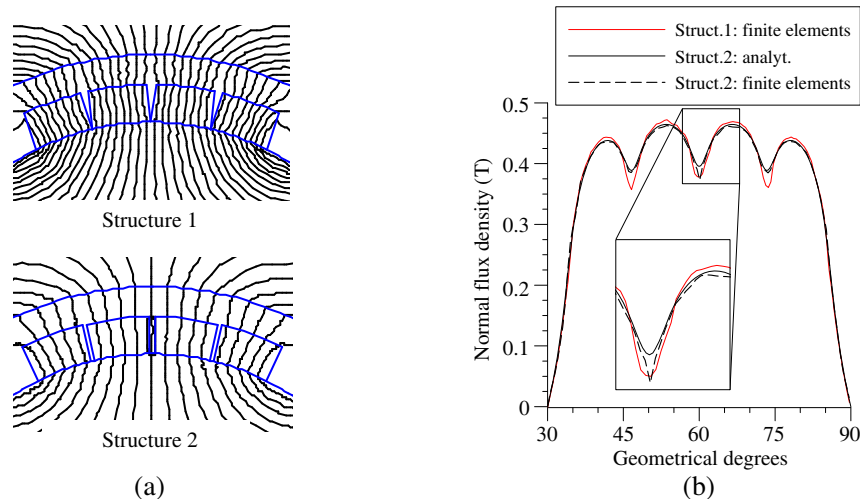 Structure 1
Structure 2
(a)
Struct.1: finite elements
Struct.2: analyt.
Struct.2: finite elements
Normal flux density (T)
0.5
0.4
0.3
0.2
0.1
0
30 45 60 75 90
Geometrical degrees
(b)